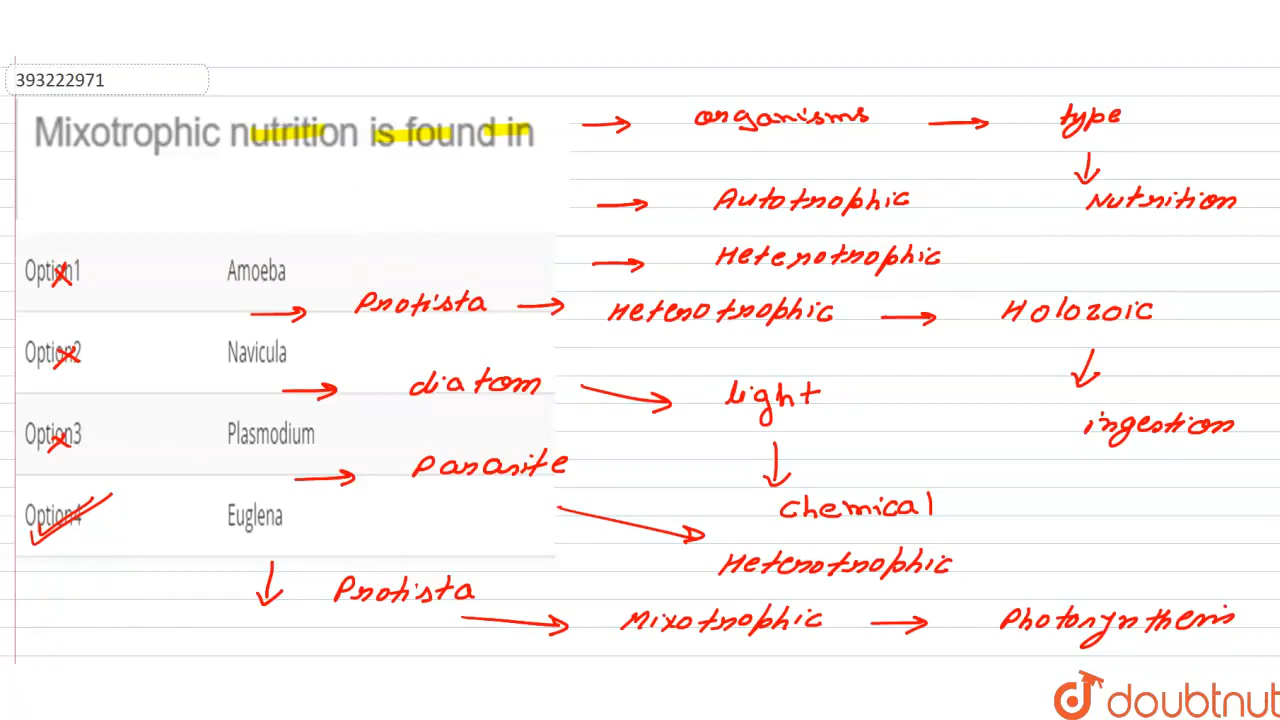 393222971
Mixotrophic nutrition is found in → organisms → type
↓
→ Autotrophic Nutrition
→ Heterotrophic
Option1 Amoeba
→ Protista → Heterotrophic → Holozoic
↓
ingestion
Option2 Navicula
→ diatom → light
↓
chemical
Option3 Plasmodium
→ Parasite → Heterotrophic
Option4 Euglena
↓ Protista → Mixotrophic → Photosynthesis
doubtnut